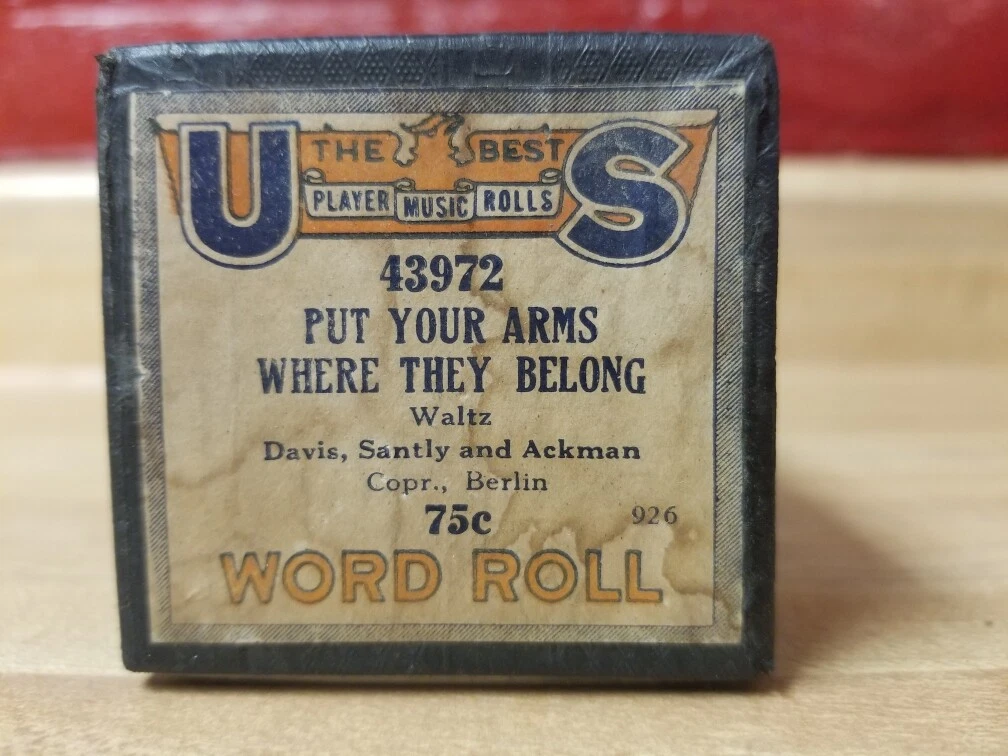 U THE BEST S
PLAYER MUSIC ROLLS
43972
PUT YOUR ARMS
WHERE THEY BELONG
Waltz
Davis, Santly and Ackman
Copr., Berlin
75c 926
WORD ROLL